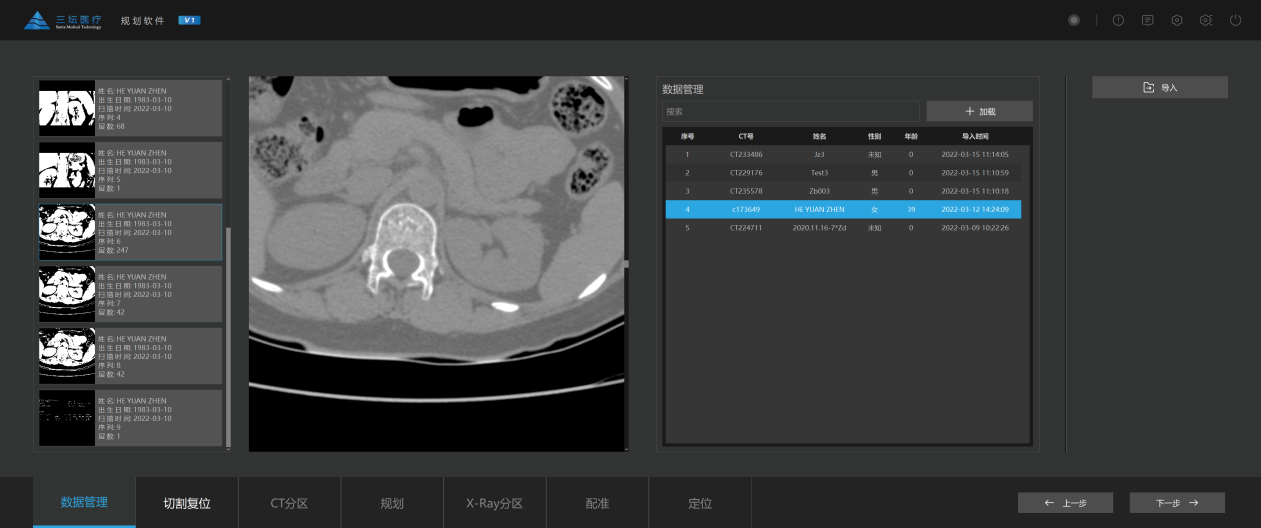 三坛医疗
Santa Medical Technology
规划软件
V1
姓名: HE YUAN ZHEN
出生日期: 1983-03-10
扫描时间: 2022-03-10
序列: 4
层数: 68
姓名: HE YUAN ZHEN
出生日期: 1983-03-10
扫描时间: 2022-03-10
序列: 5
层数: 1
姓名: HE YUAN ZHEN
出生日期: 1983-03-10
扫描时间: 2022-03-10
序列: 6
层数: 247
姓名: HE YUAN ZHEN
出生日期: 1983-03-10
扫描时间: 2022-03-10
序列: 7
层数: 42
姓名: HE YUAN ZHEN
出生日期: 1983-03-10
扫描时间: 2022-03-10
序列: 8
层数: 42
姓名: HE YUAN ZHEN
出生日期: 1983-03-10
扫描时间: 2022-03-10
序列: 9
层数: 1
数据管理
搜索
+ 加载
序号 CT号 姓名 性别 年龄 导入时间
1 CT233486 Jz3 未知 0 2022-03-15 11:14:05
2 CT229176 Test3 男 0 2022-03-15 11:10:59
3 CT235578 Zb003 男 0 2022-03-15 11:10:18
4 c173649 HE YUAN ZHEN 女 39 2022-03-12 14:24:09
5 CT224711 2020.11.16-7*Zd 未知 0 2022-03-09 10:22:26
导入
数据管理 切割复位 CT分区 规划 X-Ray分区 配准 定位
← 上一步 下一步 →